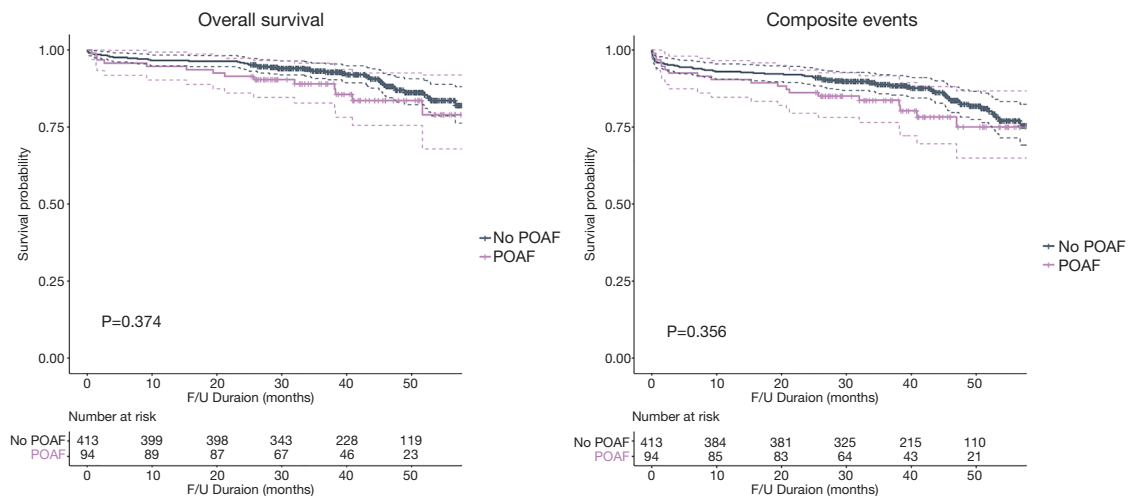 Overall survival
Survival probability
1.00
0.75
0.50
0.25
0.00
No POAF
POAF
P=0.374
0 10 20 30 40 50
F/U Duraion (months)
Number at risk
No POAF 413 399 398 343 228 119
POAF 94 89 87 67 46 23
0 10 20 30 40 50
F/U Duraion (months)
Composite events
Survival probability
1.00
0.75
0.50
0.25
0.00
No POAF
POAF
P=0.356
0 10 20 30 40 50
F/U Duraion (months)
Number at risk
No POAF 413 384 381 325 215 110
POAF 94 85 83 64 43 21
0 10 20 30 40 50
F/U Duraion (months)